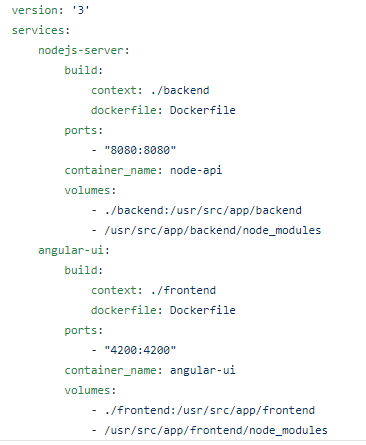 version: '3'
services:
    nodejs-server:
        build:
            context: ./backend
            dockerfile: Dockerfile
        ports:
            - "8080:8080"
        container_name: node-api
        volumes:
            - ./backend:/usr/src/app/backend
            - /usr/src/app/backend/node_modules
    angular-ui:
        build:
            context: ./frontend
            dockerfile: Dockerfile
        ports:
            - "4200:4200"
        container_name: angular-ui
        volumes:
            - ./frontend:/usr/src/app/frontend
            - /usr/src/app/frontend/node_modules